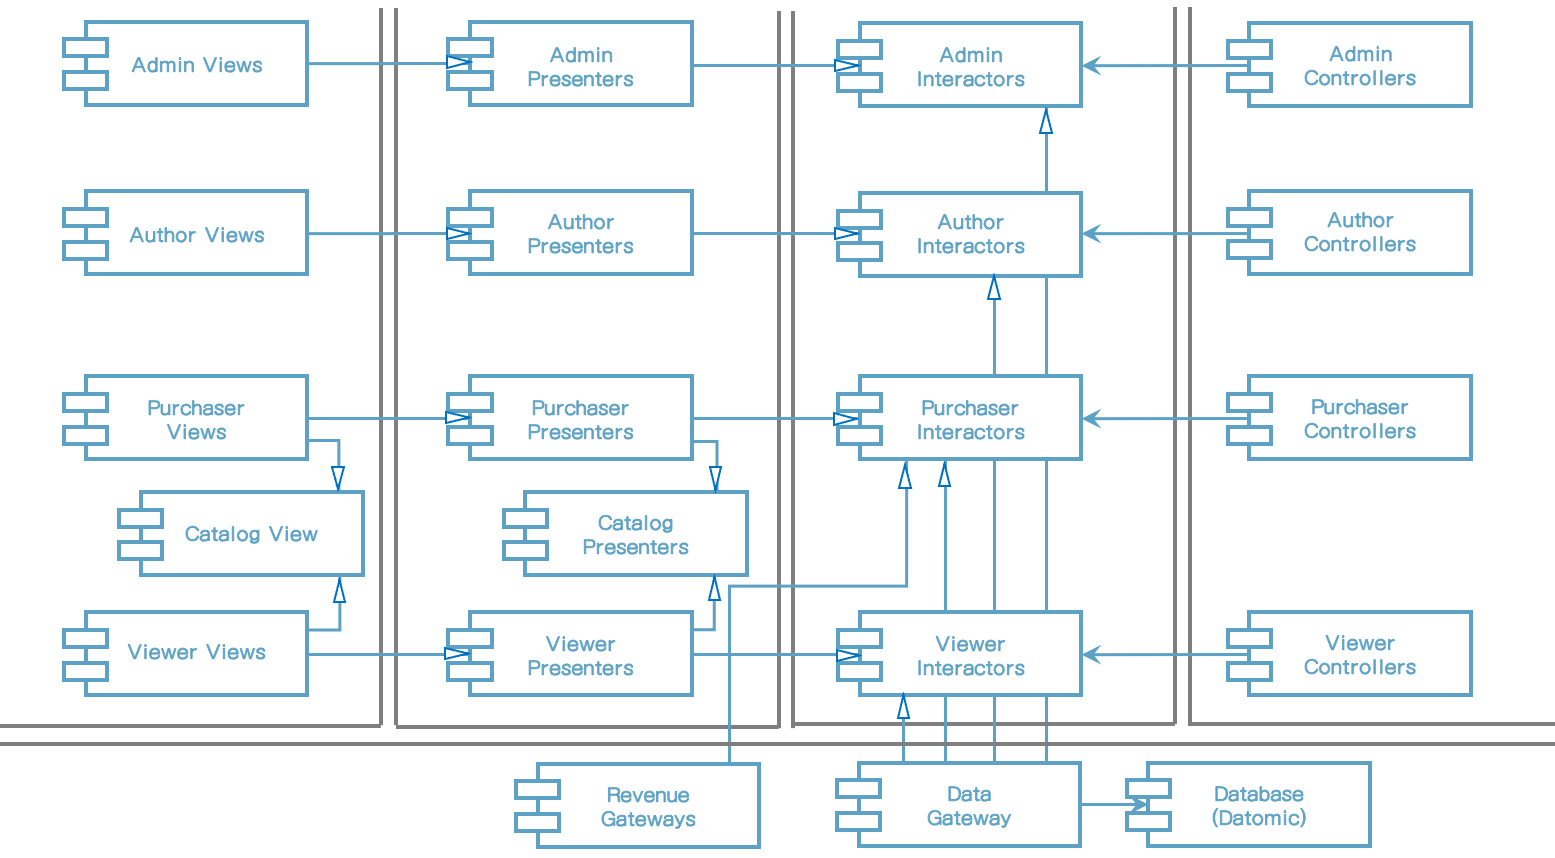 Admin Views
Admin
Presenters
Admin
Interactors
Admin
Controllers
Author Views
Author
Presenters
Author
Interactors
Author
Controllers
Purchaser
Views
Purchaser
Presenters
Purchaser
Interactors
Purchaser
Controllers
Catalog View
Catalog
Presenters
Viewer Views
Viewer
Presenters
Viewer
Interactors
Viewer
Controllers
Revenue
Gateways
Data
Gateway
Database
(Datomic)